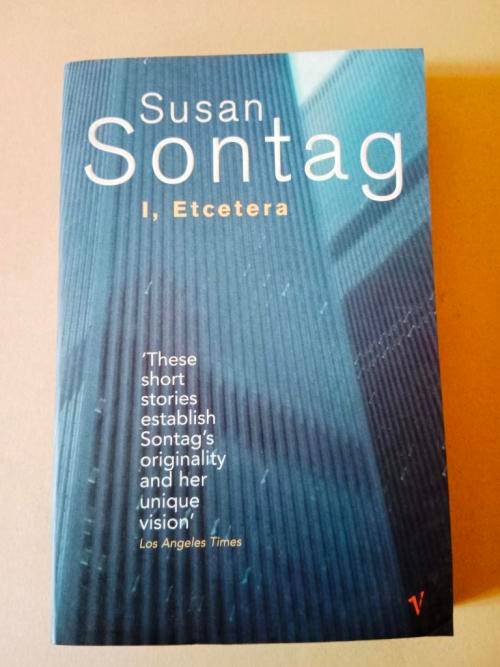 Susan
Sontag
I, Etcetera
'These
short
stories
establish
Sontag's
originality
and her
unique
vision'
Los Angeles Times
V